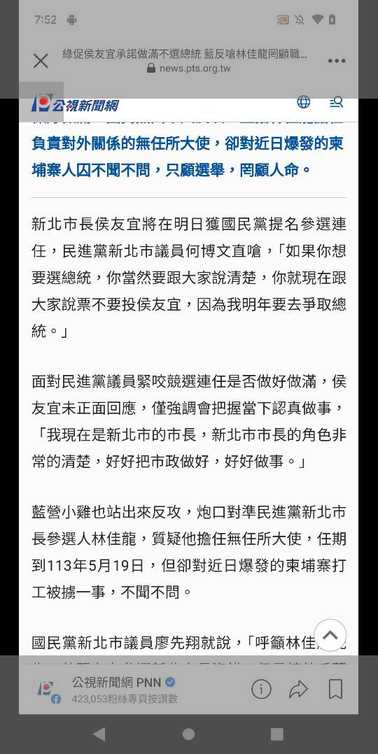 7:52
綠促侯友宜承諾做滿不選總統 藍反嗆林佳龍罔顧職...
news.pts.org.tw
公視新聞網
負責對外關係的無任所大使，卻對近日爆發的柬
埔寨人囚不聞不問，只顧選舉，罔顧人命。
新北市長侯友宜將在明日獲國民黨提名參選連
任，民進黨新北市議員何博文直嗆，「如果你想
要選總統，你當然要跟大家說清楚，你就現在跟
大家說票不要投侯友宜，因為我明年要去爭取總
統。」
面對民進黨議員緊咬競選連任是否做好做滿，侯
友宜未正面回應，僅強調會把握當下認真做事，
「我現在是新北市的市長，新北市市長的角色非
常的清楚，好好把市政做好，好好做事。」
藍營小雞也站出來反攻，炮口對準民進黨新北市
長參選人林佳龍，質疑他擔任無任所大使，任期
到113年5月19日，但卻對近日爆發的柬埔寨打
工被擄一事，不聞不問。
國民黨新北市議員廖先翔就說，「呼籲林佳
公視新聞網 PNN
423,053粉絲專頁按讚數